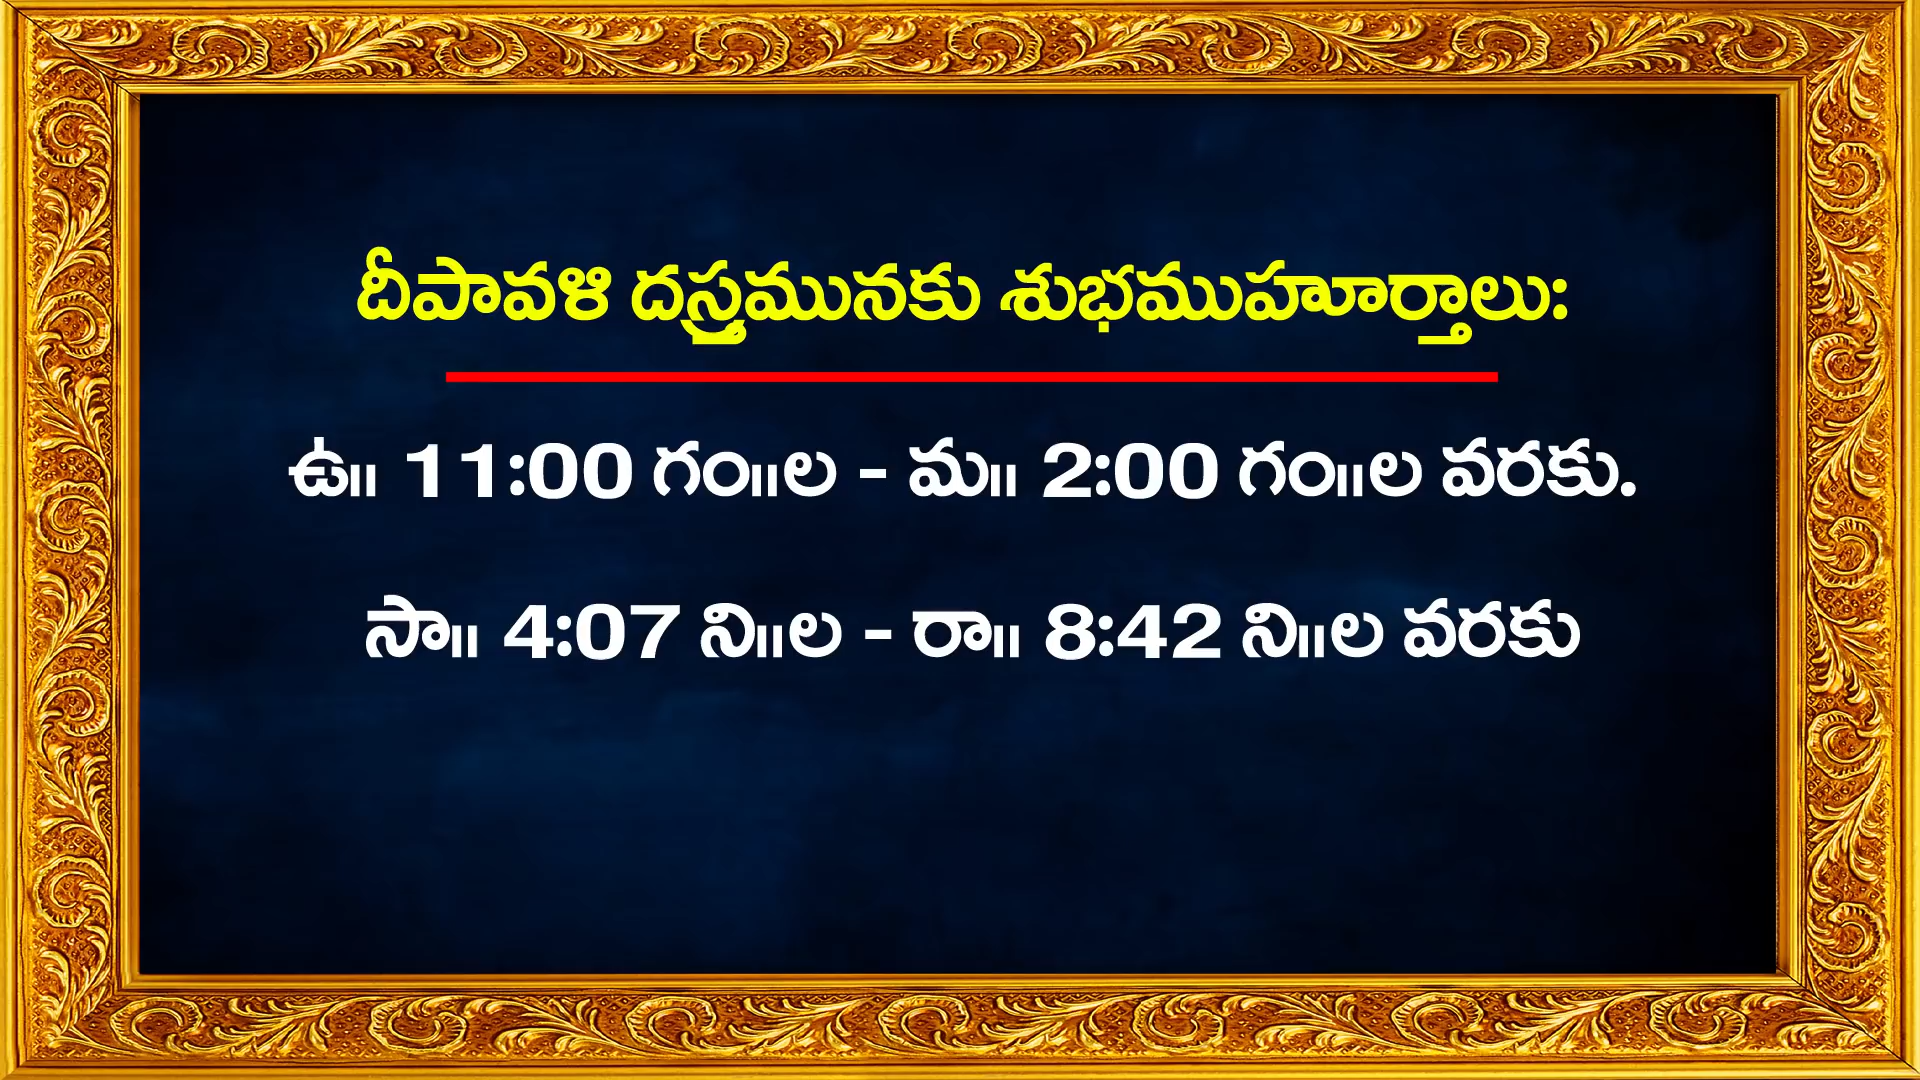 దీపావళి దస్త్రమునకు శుభముహూర్తాలు:
ఉ॥ 11:00 గం॥ల - మ॥ 2:00 గం॥ల వరకు.
సా॥ 4:07 ని॥ల - రా॥ 8:42 ని॥ల వరకు